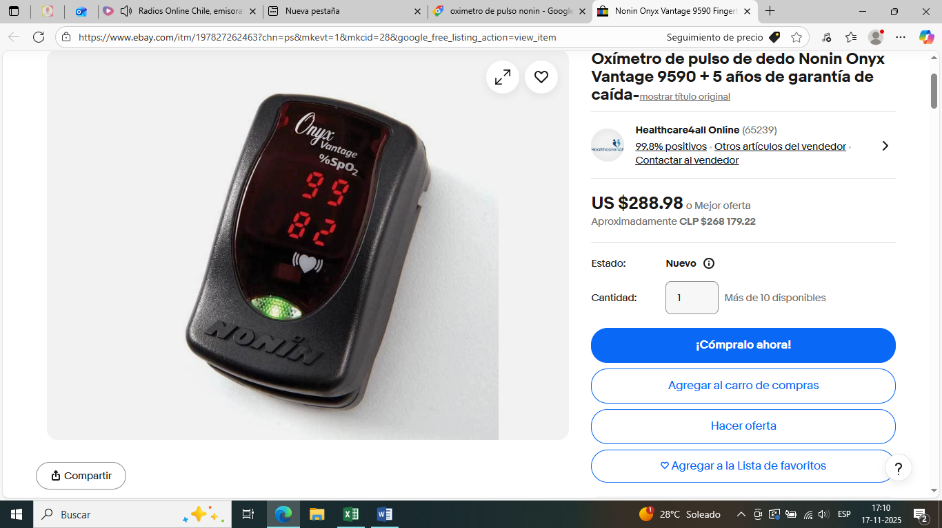 Radios Online Chile, emisora
Nueva pestaña
oximetro de pulso nonin - Google
Nonin Onyx Vantage 9590 Finger
https://www.ebay.com/itm/197827262463?chn=ps&mkevt=1&mkcid=28&google_free_listing_action=view_item
Seguimiento de precio
Oxímetro de pulso de dedo Nonin Onyx
Vantage 9590 + 5 años de garantía de
caída-mostrar título original
Healthcare4all Online (65239)
99.8% positivos · Otros artículos del vendedor ·
Contactar al vendedor
US $288.98 o Mejor oferta
Aproximadamente CLP $268 179.22
Estado: Nuevo
Cantidad: 1 Más de 10 disponibles
¡Cómpralo ahora!
Agregar al carro de compras
Hacer oferta
Agregar a la Lista de favoritos
?
Onyx
Vantage
%SpO2
99
82
NONIN
Compartir
Buscar
28°C Soleado
ESP
17:10
17-11-2025
2